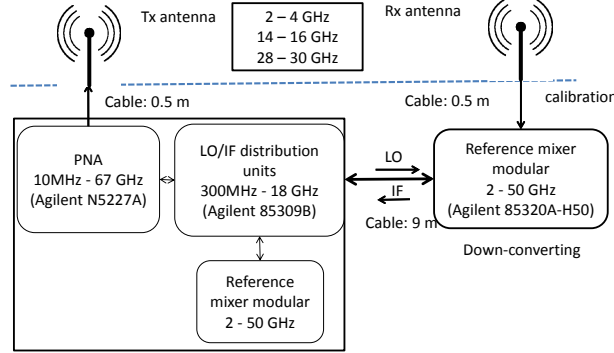 Tx antenna
2 – 4 GHz
14 – 16 GHz
28 – 30 GHz
Rx antenna
Cable: 0.5 m
Cable: 0.5 m
calibration
PNA
10MHz - 67 GHz
(Agilent N5227A)
LO/IF distribution
units
300MHz - 18 GHz
(Agilent 85309B)
LO
IF
Cable: 9 m
Reference mixer
modular
2 - 50 GHz
(Agilent 85320A-H50)
Down-converting
Reference
mixer modular
2 - 50 GHz